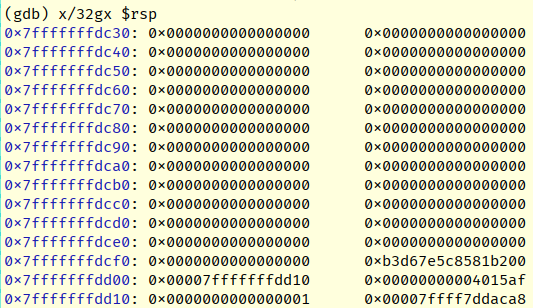 (gdb) x/32gx $rsp
0x7fffffffdc30: 0x0000000000000000 0x0000000000000000
0x7fffffffdc40: 0x0000000000000000 0x0000000000000000
0x7fffffffdc50: 0x0000000000000000 0x0000000000000000
0x7fffffffdc60: 0x0000000000000000 0x0000000000000000
0x7fffffffdc70: 0x0000000000000000 0x0000000000000000
0x7fffffffdc80: 0x0000000000000000 0x0000000000000000
0x7fffffffdc90: 0x0000000000000000 0x0000000000000000
0x7fffffffdca0: 0x0000000000000000 0x0000000000000000
0x7fffffffdcb0: 0x0000000000000000 0x0000000000000000
0x7fffffffdcc0: 0x0000000000000000 0x0000000000000000
0x7fffffffdcd0: 0x0000000000000000 0x0000000000000000
0x7fffffffdce0: 0x0000000000000000 0x0000000000000000
0x7fffffffdcf0: 0x0000000000000000 0xb3d67e5c8581b200
0x7fffffffdd00: 0x00007fffffffdd10 0x00000000004015af
0x7fffffffdd10: 0x0000000000000001 0x00007ffff7ddaca8